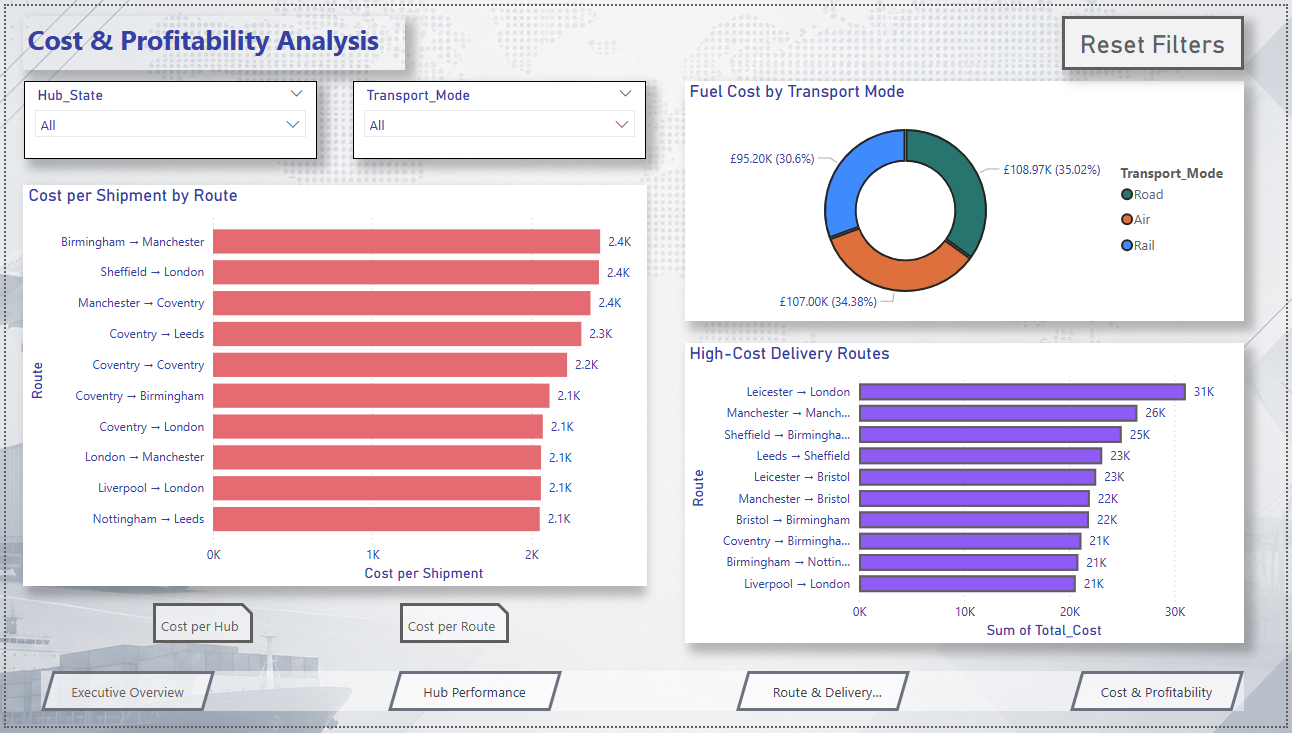 Cost & Profitability Analysis
Reset Filters
Hub_State
All
Transport_Mode
All
Fuel Cost by Transport Mode
£95.20K (30.6%)
£108.97K (35.02%)
£107.00K (34.38%)
Transport_Mode
Road
Air
Rail
Cost per Shipment by Route
Route
Birmingham → Manchester 2.4K
Sheffield → London 2.4K
Manchester → Coventry 2.4K
Coventry → Leeds 2.3K
Coventry → Coventry 2.2K
Coventry → Birmingham 2.1K
Coventry → London 2.1K
London → Manchester 2.1K
Liverpool → London 2.1K
Nottingham → Leeds 2.1K
0K 1K 2K
Cost per Shipment
High-Cost Delivery Routes
Route
Leicester → London 31K
Manchester → Manch... 26K
Sheffield → Birmingha... 25K
Leeds → Sheffield 23K
Leicester → Bristol 23K
Manchester → Bristol 22K
Bristol → Birmingham 22K
Coventry → Birmingha... 21K
Birmingham → Nottin... 21K
Liverpool → London 21K
0K 10K 20K 30K
Sum of Total_Cost
Cost per Hub
Cost per Route
Executive Overview
Hub Performance
Route & Delivery...
Cost & Profitability